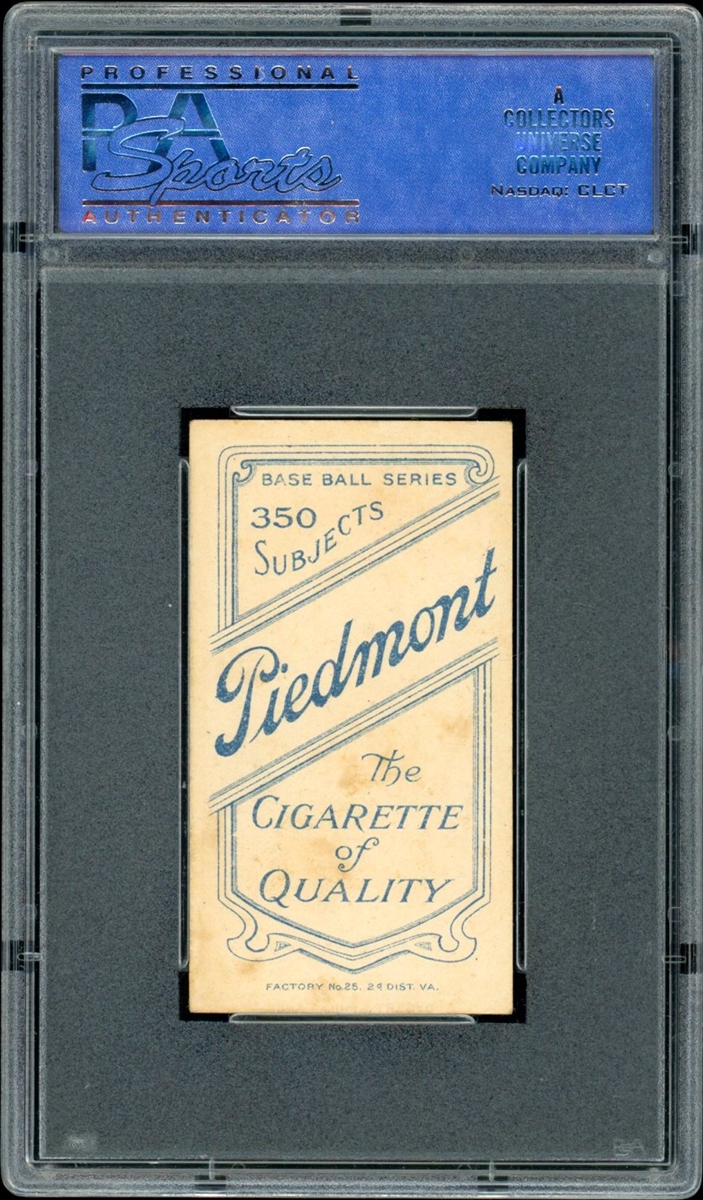 PROFESSIONAL
PSA
Sports
AUTHENTICATOR
A
COLLECTORS
UNIVERSE
COMPANY
NASDAQ: CLCT
BASE BALL SERIES
350
SUBJECTS
Piedmont
The
CIGARETTE
of
QUALITY
FACTORY No. 25, 2d DIST. VA.
PSA